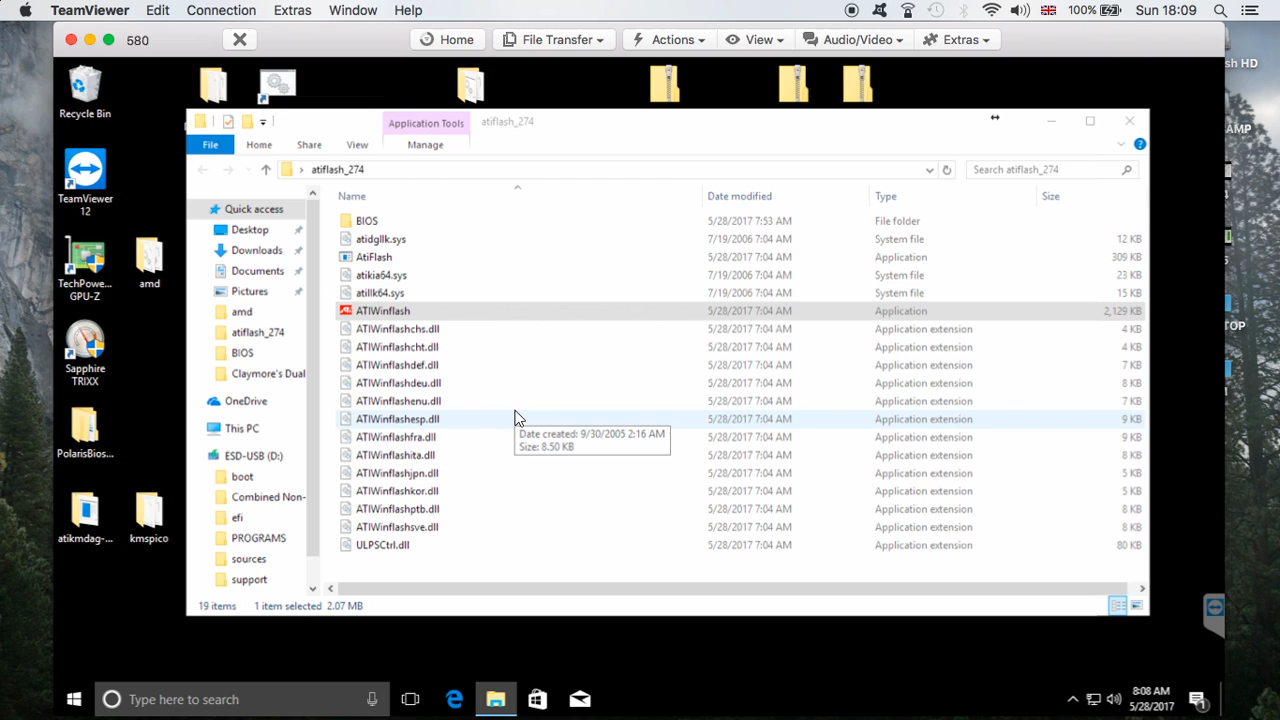 TeamViewer Edit Connection Extras Window Help 100% Sun 18:09
580 Home File Transfer Actions View Audio/Video Extras
sh HD
Recycle Bin
Application Tools atiflash_274
File Home Share View Manage
atiflash_274 Search atiflash_274
Name Date modified Type Size
Quick access
Desktop
Downloads
Documents
Pictures
amd
atiflash_274
BIOS
Claymore's Dual
OneDrive
This PC
ESD-USB (D:)
boot
Combined Non-
efi
PROGRAMS
sources
support
BIOS 5/28/2017 7:53 AM File folder
atidgllk.sys 7/19/2006 7:04 AM System file 12 KB
AtiFlash 5/28/2017 7:04 AM Application 309 KB
atikia64.sys 7/19/2006 7:04 AM System file 23 KB
atillk64.sys 7/19/2006 7:04 AM System file 15 KB
ATIWinflash 5/28/2017 7:04 AM Application 2,129 KB
ATIWinflashchs.dll 5/28/2017 7:04 AM Application extension 4 KB
ATIWinflashcht.dll 5/28/2017 7:04 AM Application extension 4 KB
ATIWinflashdef.dll 5/28/2017 7:04 AM Application extension 7 KB
ATIWinflashdeu.dll 5/28/2017 7:04 AM Application extension 8 KB
ATIWinflashenu.dll 5/28/2017 7:04 AM Application extension 7 KB
ATIWinflashesp.dll 5/28/2017 7:04 AM Application extension 9 KB
Date created: 9/30/2005 2:16 AM
Size: 8.50 KB
ATIWinflashfra.dll 5/28/2017 7:04 AM Application extension 9 KB
ATIWinflashita.dll 5/28/2017 7:04 AM Application extension 8 KB
ATIWinflashjpn.dll 5/28/2017 7:04 AM Application extension 5 KB
ATIWinflashkor.dll 5/28/2017 7:04 AM Application extension 5 KB
ATIWinflashptb.dll 5/28/2017 7:04 AM Application extension 8 KB
ATIWinflashsve.dll 5/28/2017 7:04 AM Application extension 8 KB
ULPSCtrl.dll 5/28/2017 7:04 AM Application extension 80 KB
19 items 1 item selected 2.07 MB
TeamViewer
12
TechPowe...
GPU-Z
amd
Sapphire
TRIXX
PolarisBios...
atikmdag-...
kmspico
AMP
TOP
Type here to search
8:08 AM
5/28/2017
1